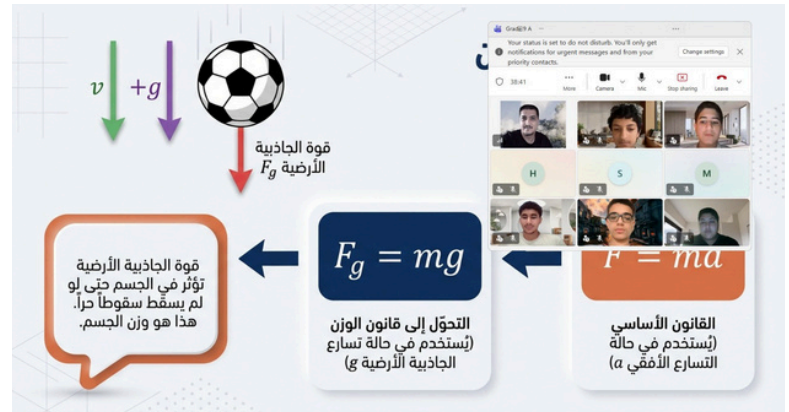 Grade 9 A
Your status is set to do not disturb. You'll only get
notifications for urgent messages and from your
priority contacts.
Change settings
38:41
More
Camera
Mic
Stop sharing
Leave
H
S
M
v
+g
قوة الجاذبية
الأرضية F_g
F = ma
القانون الأساسي
(يُستخدم في حالة
التسارع الأفقي a)
F_g = mg
التحوّل إلى قانون الوزن
(يُستخدم في حالة تسارع
الجاذبية الأرضية g)
قوة الجاذبية الأرضية
تؤثر في الجسم حتى لو
لم يسقط سقوطاً حراً.
هذا هو وزن الجسم.